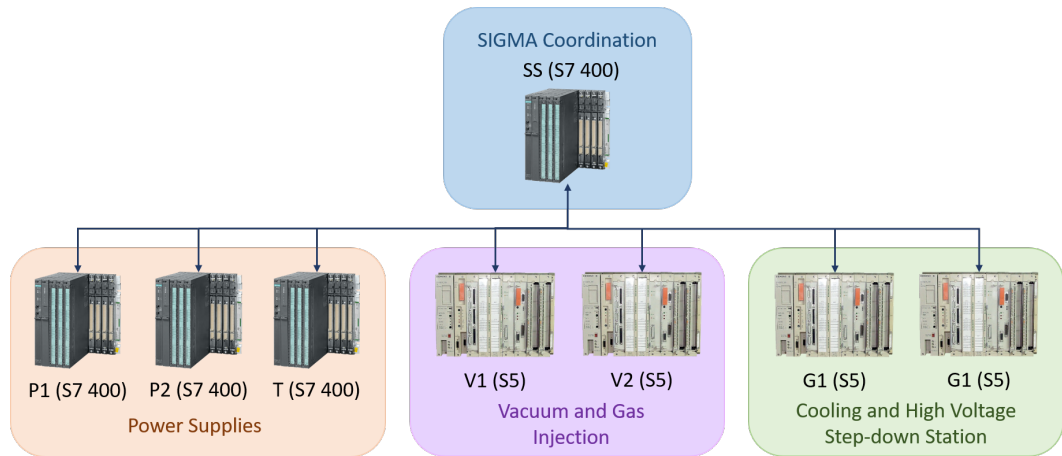 SIGMA Coordination
SS (S7 400)
P1 (S7 400)
P2 (S7 400)
T (S7 400)
Power Supplies
V1 (S5)
V2 (S5)
Vacuum and Gas
Injection
G1 (S5)
G1 (S5)
Cooling and High Voltage
Step-down Station